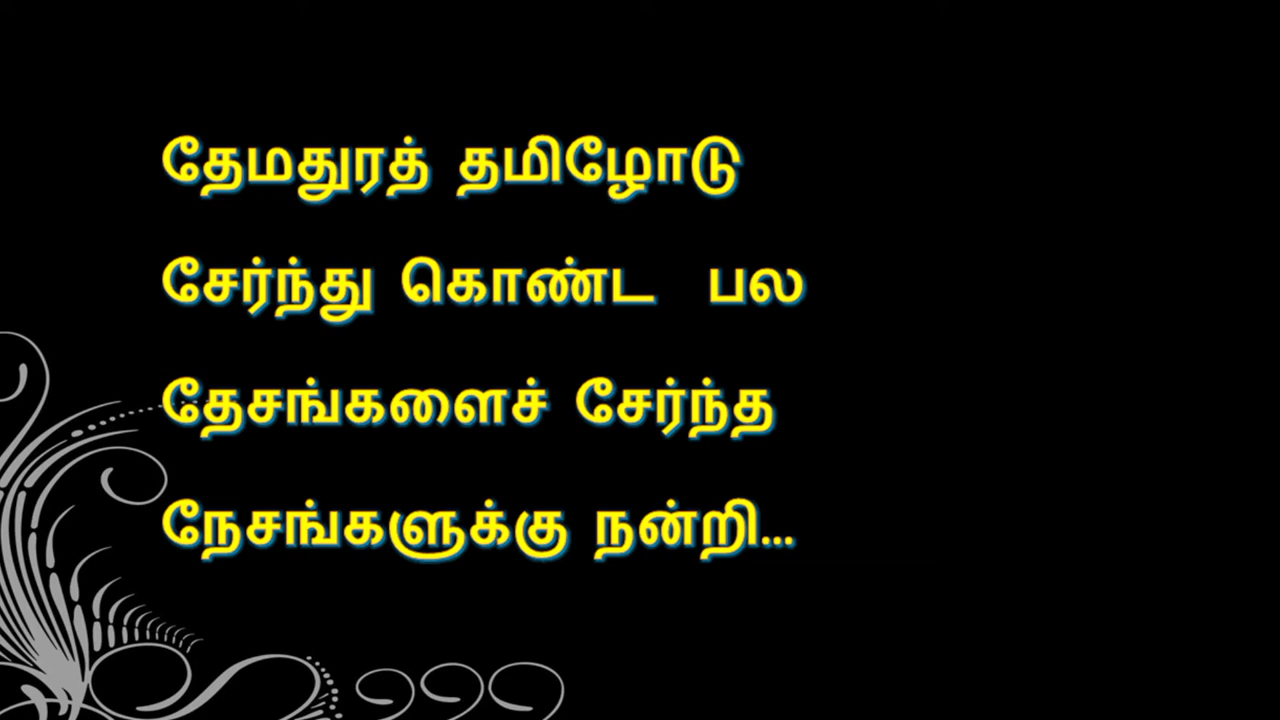 தேமதுரத் தமிழோடு
சேர்ந்து கொண்ட பல
தேசங்களைச் சேர்ந்த
நேசங்களுக்கு நன்றி...